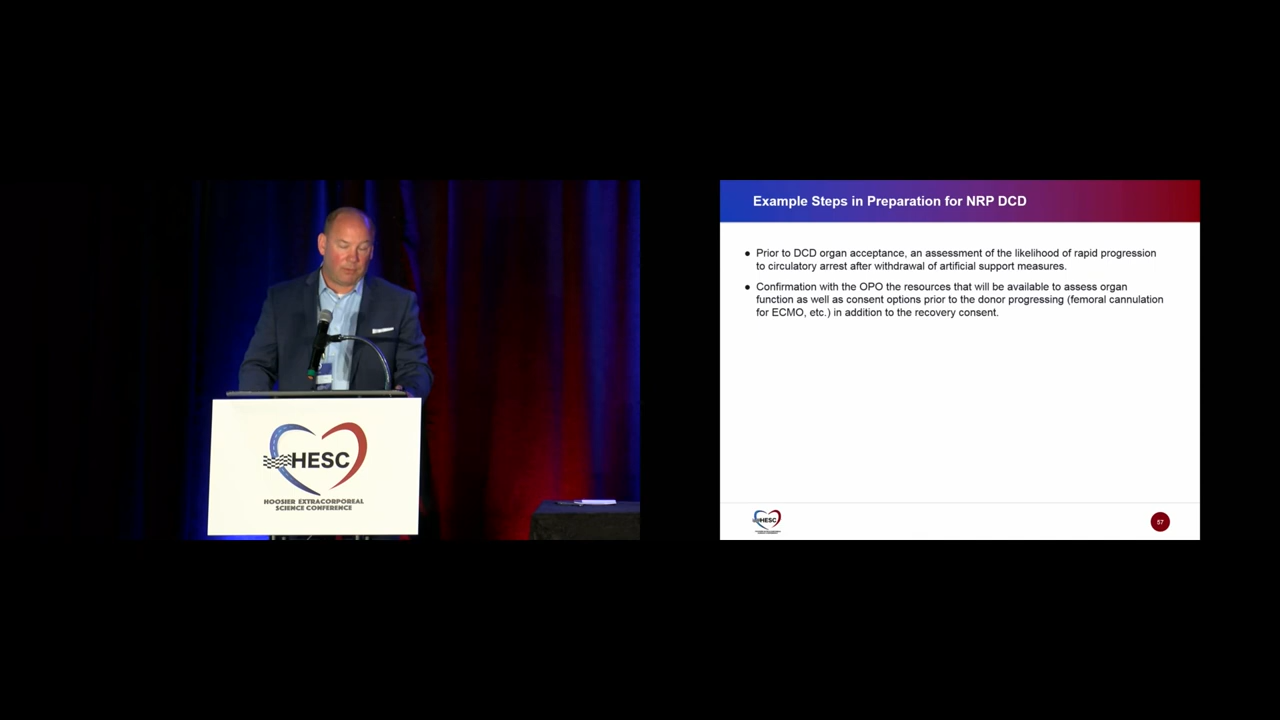 HESC
HOOSIER EXTRACORPOREAL
SCIENCE CONFERENCE
Example Steps in Preparation for NRP DCD
● Prior to DCD organ acceptance, an assessment of the likelihood of rapid progression
to circulatory arrest after withdrawal of artificial support measures.
● Confirmation with the OPO the resources that will be available to assess organ
function as well as consent options prior to the donor progressing (femoral cannulation
for ECMO, etc.) in addition to the recovery consent.
HESC
57